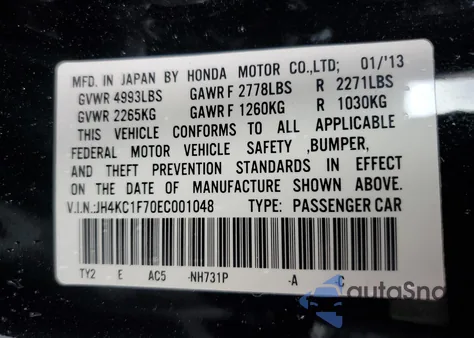 MFD. IN JAPAN BY HONDA MOTOR CO.,LTD; 01/'13
GVWR 4993LBS GAWR F 2778LBS R 2271LBS
GVWR 2265KG GAWR F 1260KG R 1030KG
THIS VEHICLE CONFORMS TO ALL APPLICABLE
FEDERAL MOTOR VEHICLE SAFETY ,BUMPER,
AND THEFT PREVENTION STANDARDS IN EFFECT
ON THE DATE OF MANUFACTURE SHOWN ABOVE.
V.I.N:JH4KC1F70EC001048 TYPE: PASSENGER CAR
TY2 E AC5 -NH731P -A C
autoSna